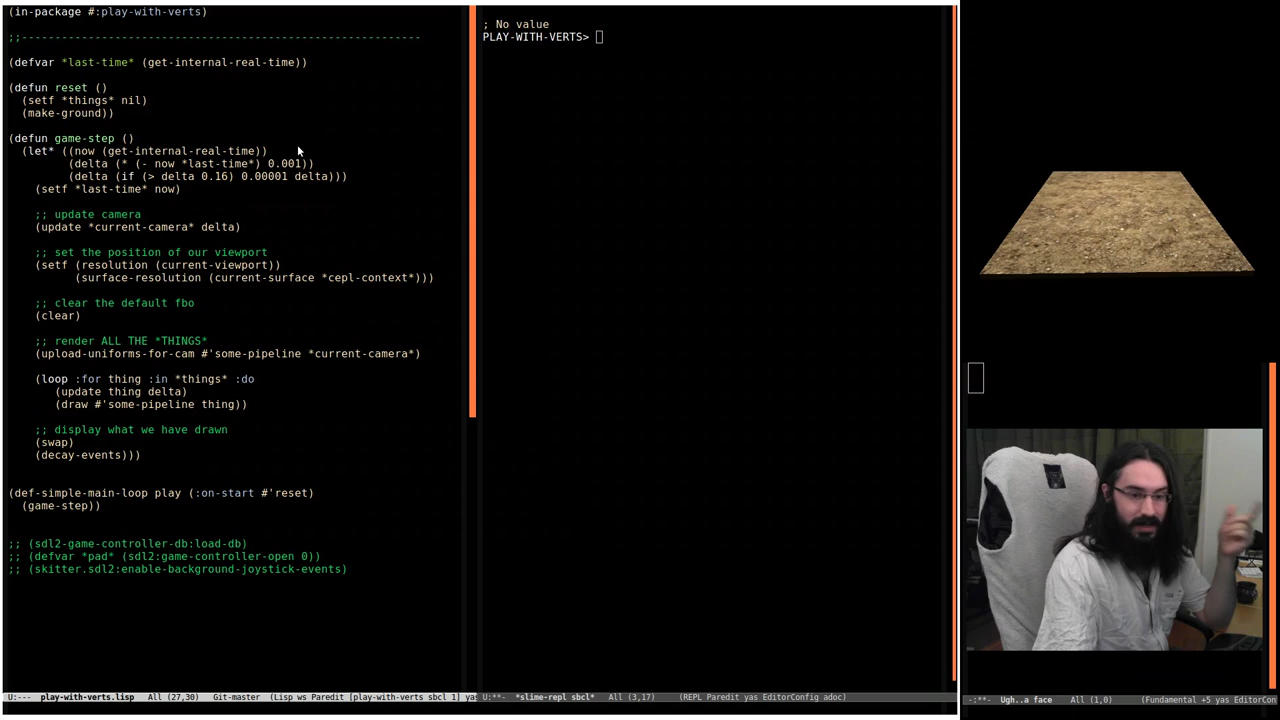 (in-package #:play-with-verts)
;;------------------------------------------------------------
(defvar *last-time* (get-internal-real-time))
(defun reset ()
  (setf *things* nil)
  (make-ground))
(defun game-step ()
  (let* ((now (get-internal-real-time))
         (delta (* (- now *last-time*) 0.001))
         (delta (if (> delta 0.16) 0.00001 delta)))
    (setf *last-time* now)
    ;; update camera
    (update *current-camera* delta)
    ;; set the position of our viewport
    (setf (resolution (current-viewport))
          (surface-resolution (current-surface *cepl-context*)))
    ;; clear the default fbo
    (clear)
    ;; render ALL THE *THINGS*
    (upload-uniforms-for-cam #'some-pipeline *current-camera*)
    (loop :for thing :in *things* :do
       (update thing delta)
       (draw #'some-pipeline thing))
    ;; display what we have drawn
    (swap)
    (decay-events)))
(def-simple-main-loop play (:on-start #'reset)
  (game-step))
;; (sdl2-game-controller-db:load-db)
;; (defvar *pad* (sdl2:game-controller-open 0))
;; (skitter.sdl2:enable-background-joystick-events)
U:---  play-with-verts.lisp   All (27,30)   Git-master  (Lisp ws Paredit [play-with-verts sbcl 1] yas
; No value
PLAY-WITH-VERTS>
U:**-  *slime-repl sbcl*   All (3,17)     (REPL Paredit yas EditorConfig adoc)
-:**-  Ugh..a face    All (1,0)     (Fundamental +5 yas EditorCon